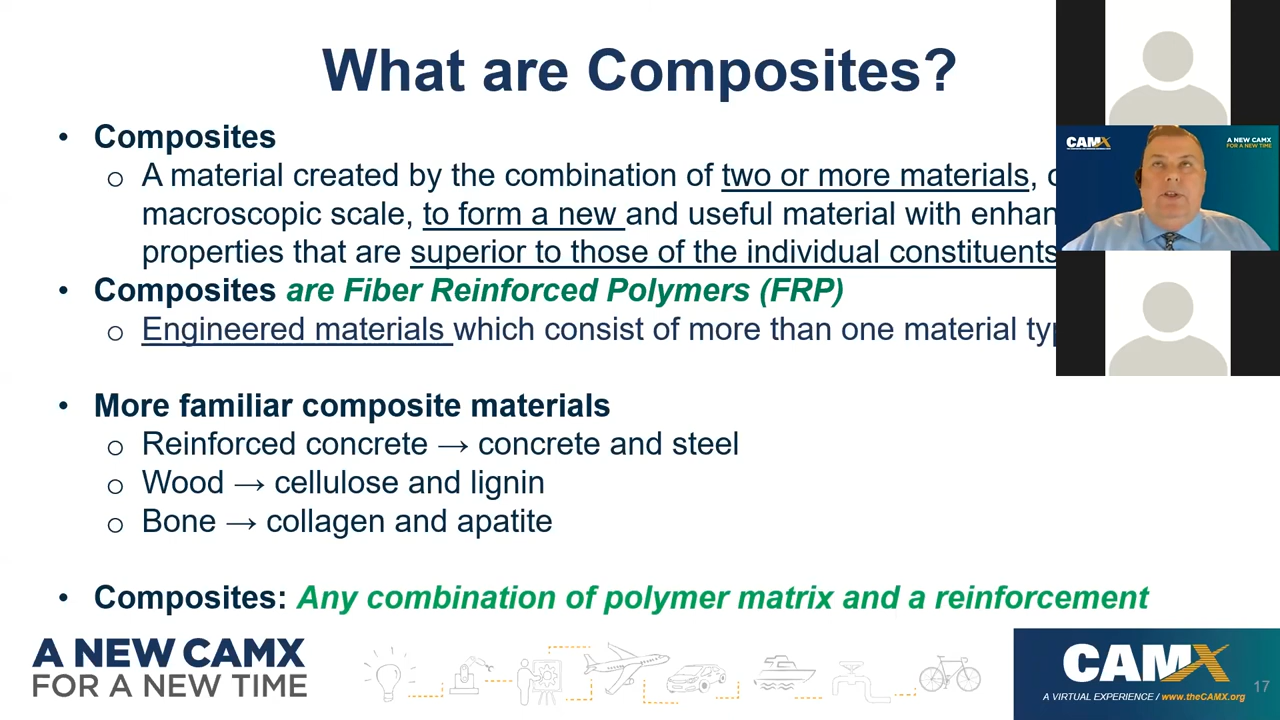 What are Composites?
• Composites
o A material created by the combination of two or more materials,
macroscopic scale, to form a new and useful material with
properties that are superior to those of the individual constituents
• Composites are Fiber Reinforced Polymers (FRP)
o Engineered materials which consist of more than one material
• More familiar composite materials
o Reinforced concrete → concrete and steel
o Wood → cellulose and lignin
o Bone → collagen and apatite
• Composites: Any combination of polymer matrix and a reinforcement
CAMX
A NEW CAMX
FOR A NEW TIME
A NEW CAMX
FOR A NEW TIME
CAMX
A VIRTUAL EXPERIENCE / www.theCAMX.org
17